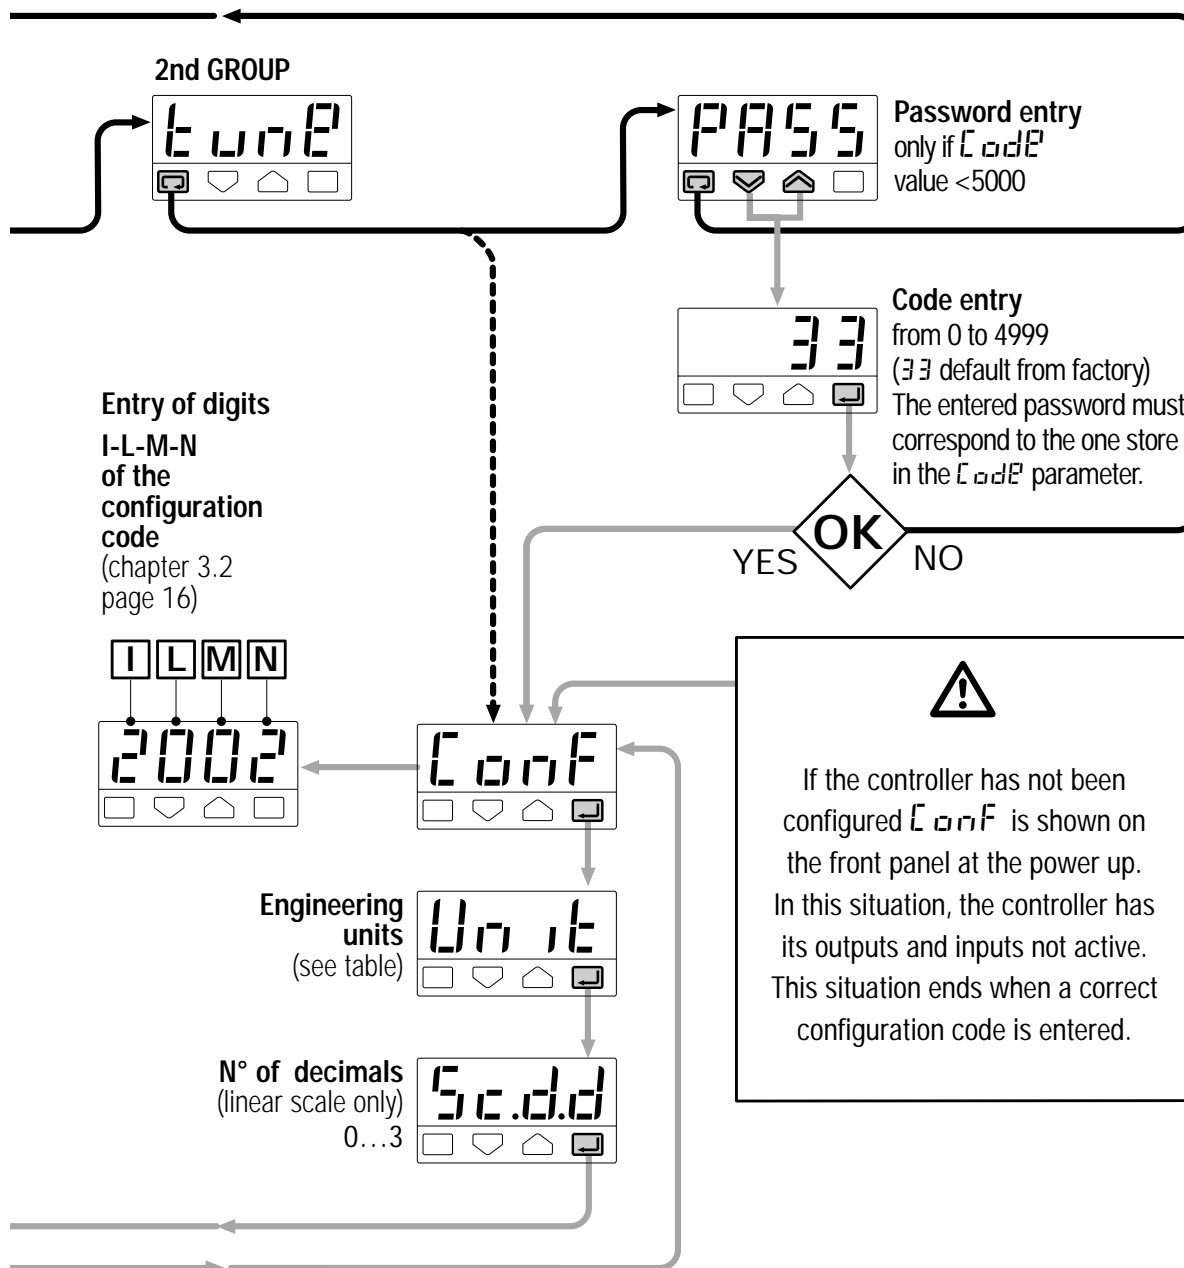 2nd GROUP
tunE
PASS
Password entry
only if CodE
value <5000
33
Code entry
from 0 to 4999
(33 default from factory)
The entered password must
correspond to the one store
in the CodE parameter.
OK
YES
NO
Entry of digits
I-L-M-N
of the
configuration
code
(chapter 3.2
page 16)
I L M N
2002
ConF
If the controller has not been
configured ConF is shown on
the front panel at the power up.
In this situation, the controller has
its outputs and inputs not active.
This situation ends when a correct
configuration code is entered.
Engineering
units
(see table)
Unit
N° of decimals
(linear scale only)
0...3
Sc.d.d